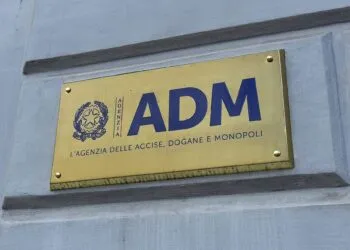 AGENZIA
ADM
L'AGENZIA DELLE ACCISE, DOGANE E MONOPOLI